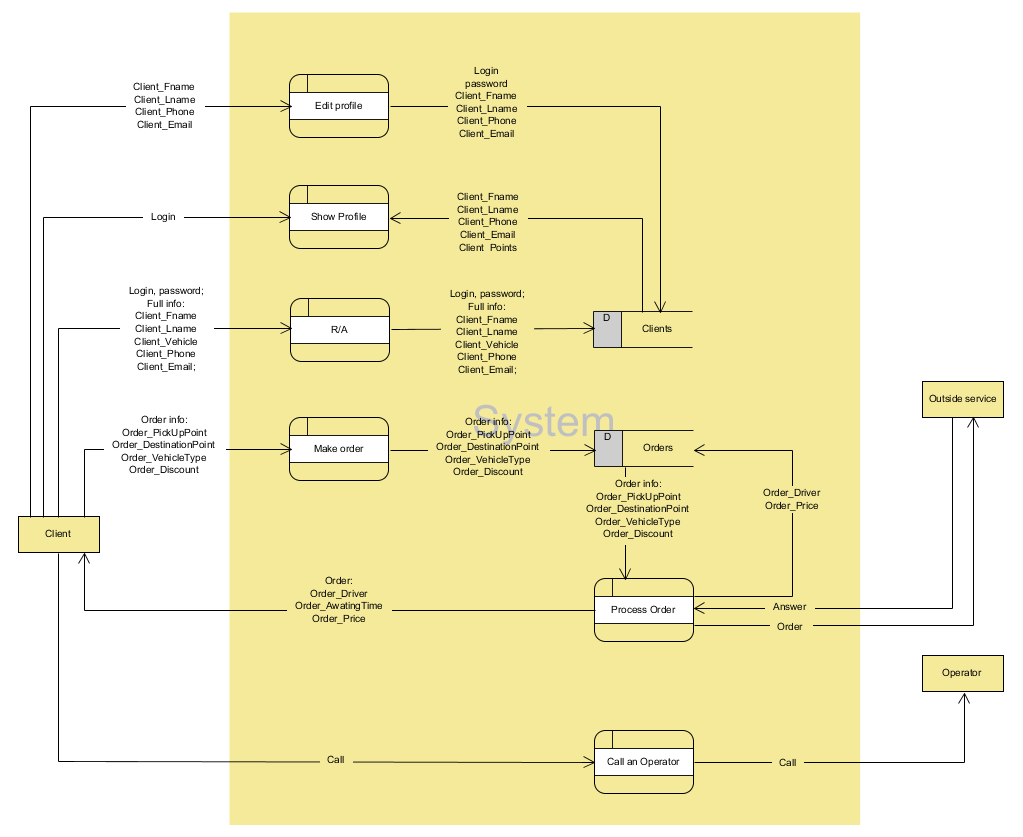 Client_Fname
Client_Lname
Client_Phone
Client_Email
Edit profile
Login
password
Client_Fname
Client_Lname
Client_Phone
Client_Email
Login
Show Profile
Client_Fname
Client_Lname
Client_Phone
Client_Email
Client Points
Login, password;
Full info:
Client_Fname
Client_Lname
Client_Vehicle
Client_Phone
Client_Email;
R/A
Login, password;
Full info:
Client_Fname
Client_Lname
Client_Vehicle
Client_Phone
Client_Email;
D
Clients
System
Outside service
Order info:
Order_PickUpPoint
Order_DestinationPoint
Order_VehicleType
Order_Discount
Make order
Order info:
Order_PickUpPoint
Order_DestinationPoint
Order_VehicleType
Order_Discount
D
Orders
Order info:
Order_PickUpPoint
Order_DestinationPoint
Order_VehicleType
Order_Discount
Order_Driver
Order_Price
Client
Order:
Order_Driver
Order_AwatingTime
Order_Price
Process Order
Answer
Order
Operator
Call
Call an Operator
Call